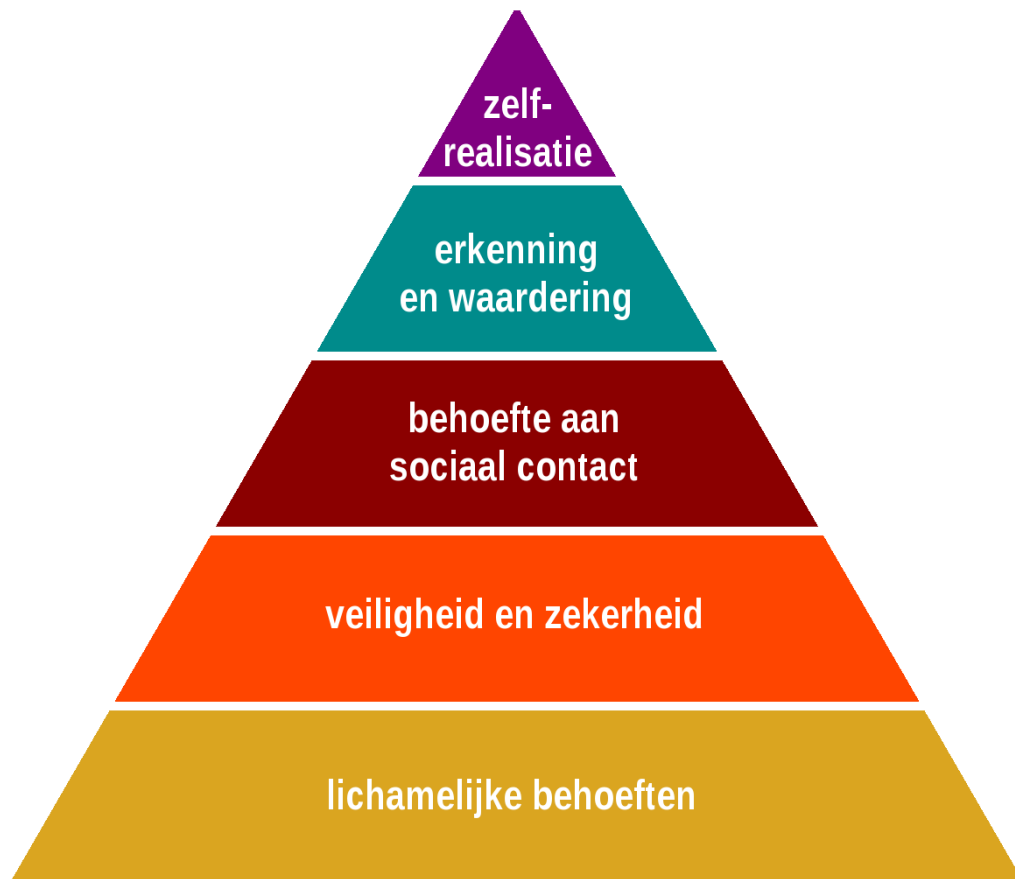 zelf-
realisatie
erkenning
en waardering
behoefte aan
sociaal contact
veiligheid en zekerheid
lichamelijke behoeften